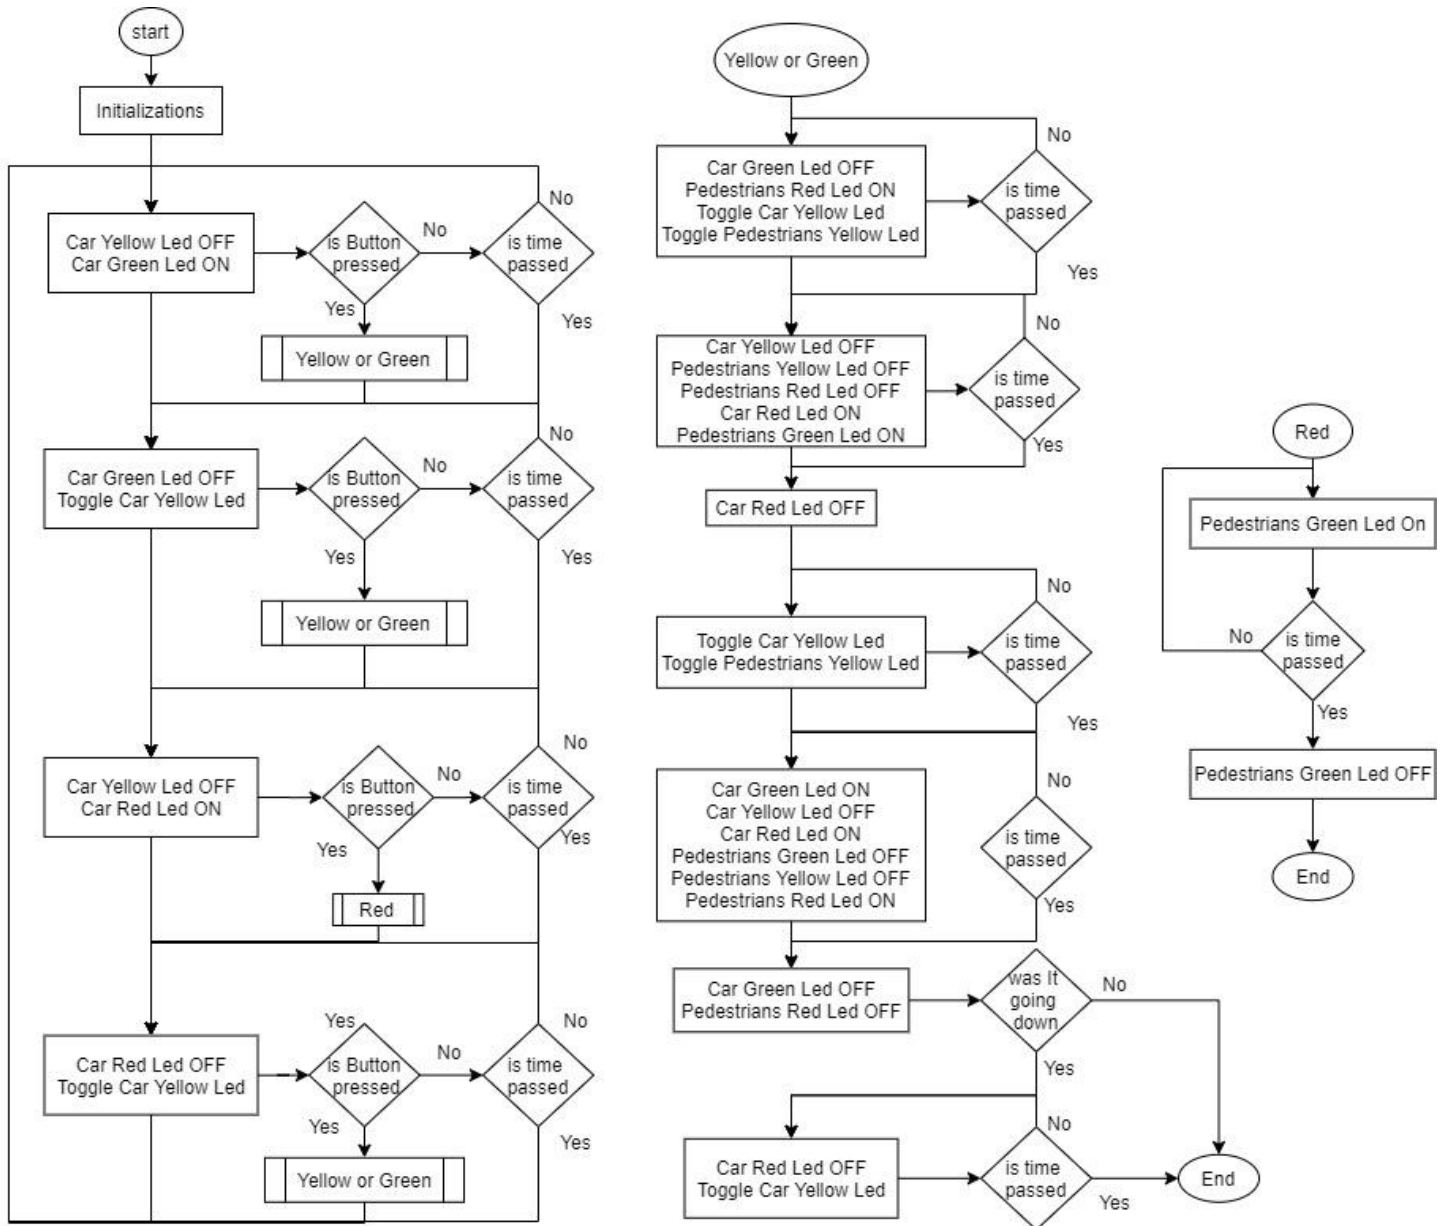 start
Initializations
No
Car Yellow Led OFF
Car Green Led ON
is Button
pressed
No
is time
passed
Yes
Yes
Yellow or Green
No
Car Green Led OFF
Toggle Car Yellow Led
is Button
pressed
No
is time
passed
Yes
Yes
Yellow or Green
No
Car Yellow Led OFF
Car Red Led ON
is Button
pressed
No
is time
passed
Yes
Yes
Red
Yes
No
Car Red Led OFF
Toggle Car Yellow Led
is Button
pressed
No
is time
passed
Yes
Yes
Yellow or Green
Yellow or Green
No
Car Green Led OFF
Pedestrians Red Led ON
Toggle Car Yellow Led
Toggle Pedestrians Yellow Led
is time
passed
Yes
No
Car Yellow Led OFF
Pedestrians Yellow Led OFF
Pedestrians Red Led OFF
Car Red Led ON
Pedestrians Green Led ON
is time
passed
Yes
Car Red Led OFF
No
Toggle Car Yellow Led
Toggle Pedestrians Yellow Led
is time
passed
Yes
No
Car Green Led ON
Car Yellow Led OFF
Car Red Led ON
Pedestrians Green Led OFF
Pedestrians Yellow Led OFF
Pedestrians Red Led ON
is time
passed
Yes
Car Green Led OFF
Pedestrians Red Led OFF
was It
going
down
No
Yes
No
Car Red Led OFF
Toggle Car Yellow Led
is time
passed
Yes
End
Red
Pedestrians Green Led On
No
is time
passed
Yes
Pedestrians Green Led OFF
End